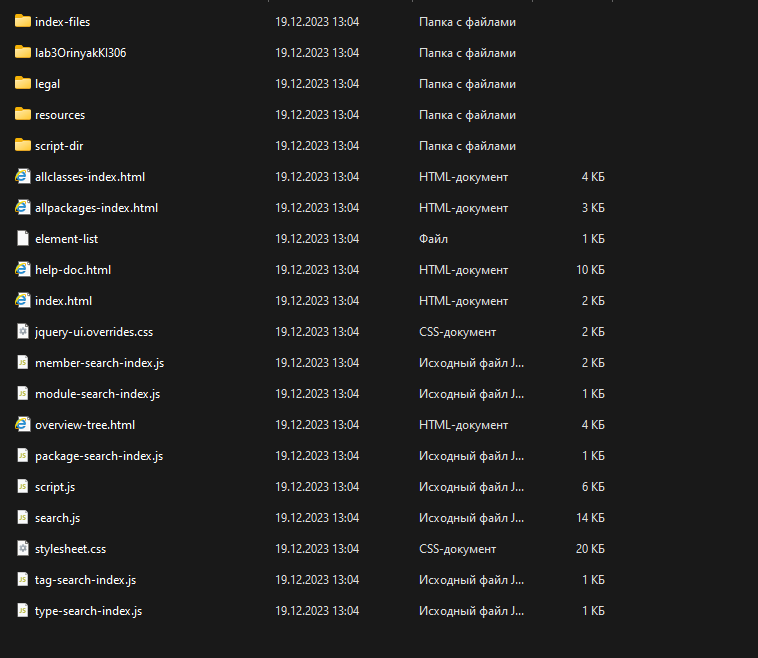 index-files 19.12.2023 13:04 Папка с файлами
lab3OrinyakKI306 19.12.2023 13:04 Папка с файлами
legal 19.12.2023 13:04 Папка с файлами
resources 19.12.2023 13:04 Папка с файлами
script-dir 19.12.2023 13:04 Папка с файлами
allclasses-index.html 19.12.2023 13:04 HTML-документ 4 КБ
allpackages-index.html 19.12.2023 13:04 HTML-документ 3 КБ
element-list 19.12.2023 13:04 Файл 1 КБ
help-doc.html 19.12.2023 13:04 HTML-документ 10 КБ
index.html 19.12.2023 13:04 HTML-документ 2 КБ
jquery-ui.overrides.css 19.12.2023 13:04 CSS-документ 2 КБ
member-search-index.js 19.12.2023 13:04 Исходный файл J... 2 КБ
module-search-index.js 19.12.2023 13:04 Исходный файл J... 1 КБ
overview-tree.html 19.12.2023 13:04 HTML-документ 4 КБ
package-search-index.js 19.12.2023 13:04 Исходный файл J... 1 КБ
script.js 19.12.2023 13:04 Исходный файл J... 6 КБ
search.js 19.12.2023 13:04 Исходный файл J... 14 КБ
stylesheet.css 19.12.2023 13:04 CSS-документ 20 КБ
tag-search-index.js 19.12.2023 13:04 Исходный файл J... 1 КБ
type-search-index.js 19.12.2023 13:04 Исходный файл J... 1 КБ